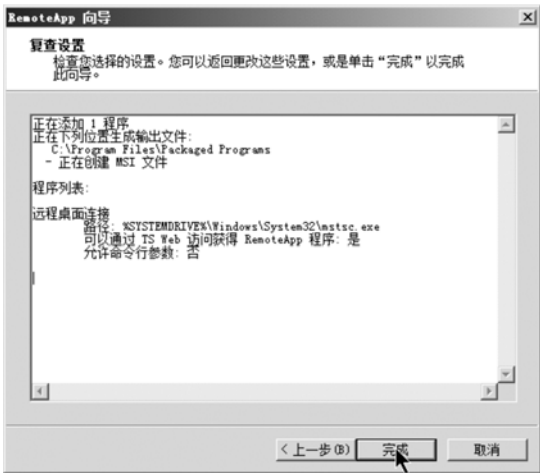 RemoteApp 向导
复查设置
检查您选择的设置。您可以返回更改这些设置，或是单击“完成”以完成
此向导。
正在添加 1 程序
正在下列位置生成输出文件:
C:\Program Files\Packaged Programs
- 正在创建 MSI 文件
程序列表:
远程桌面连接
路径: %SYSTEMDRIVE%\Windows\System32\mstsc.exe
可以通过 TS Web 访问获得 RemoteApp 程序: 是
允许命令行参数: 否
< 上一步(B)
完成
取消